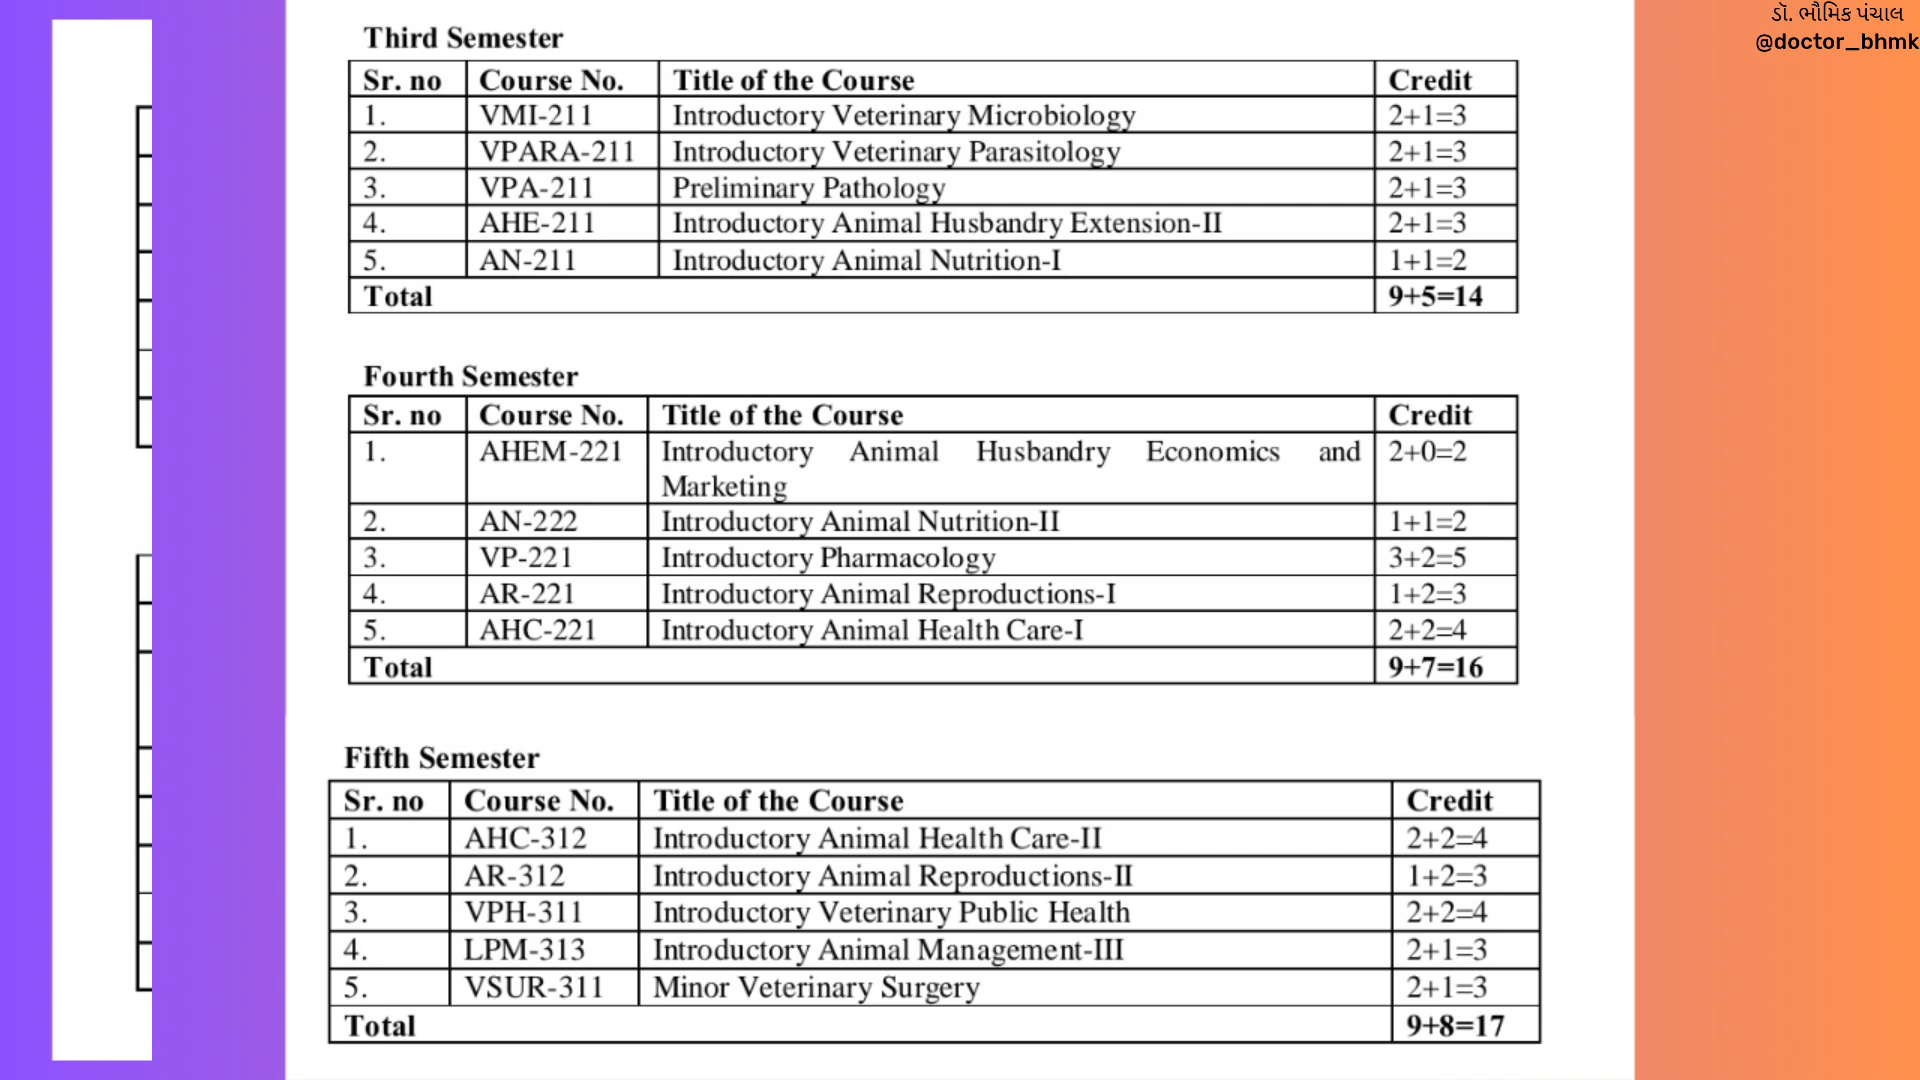 ડૉ. ભૌમિક પંચાલ
@doctor_bhmk
Third Semester
Sr. no Course No. Title of the Course Credit
1. VMI-211 Introductory Veterinary Microbiology 2+1=3
2. VPARA-211 Introductory Veterinary Parasitology 2+1=3
3. VPA-211 Preliminary Pathology 2+1=3
4. AHE-211 Introductory Animal Husbandry Extension-II 2+1=3
5. AN-211 Introductory Animal Nutrition-I 1+1=2
Total 9+5=14
Fourth Semester
Sr. no Course No. Title of the Course Credit
1. AHEM-221 Introductory Animal Husbandry Economics and 2+0=2
Marketing
2. AN-222 Introductory Animal Nutrition-II 1+1=2
3. VP-221 Introductory Pharmacology 3+2=5
4. AR-221 Introductory Animal Reproductions-I 1+2=3
5. AHC-221 Introductory Animal Health Care-I 2+2=4
Total 9+7=16
Fifth Semester
Sr. no Course No. Title of the Course Credit
1. AHC-312 Introductory Animal Health Care-II 2+2=4
2. AR-312 Introductory Animal Reproductions-II 1+2=3
3. VPH-311 Introductory Veterinary Public Health 2+2=4
4. LPM-313 Introductory Animal Management-III 2+1=3
5. VSUR-311 Minor Veterinary Surgery 2+1=3
Total 9+8=17